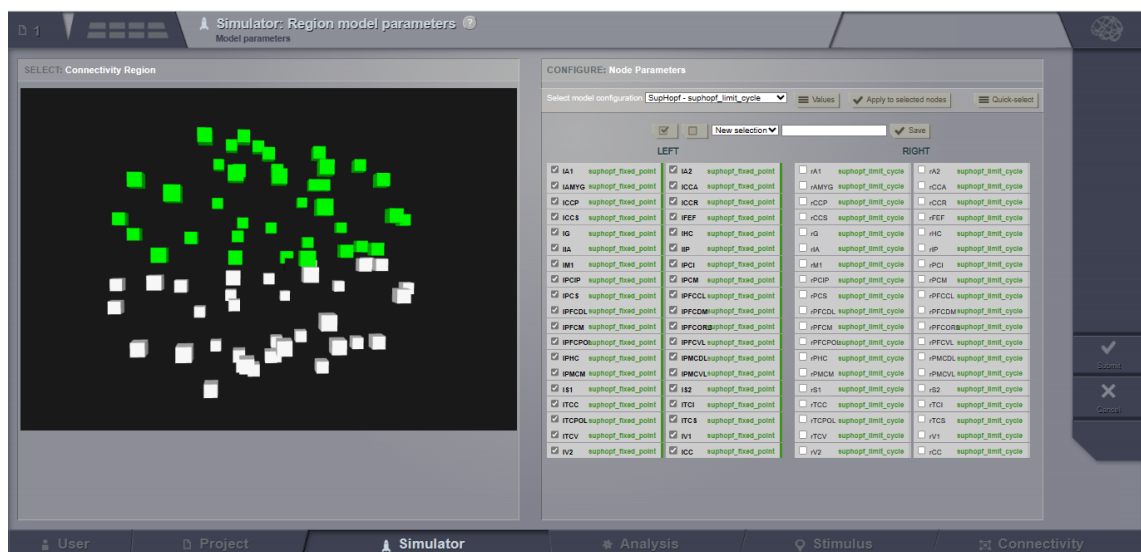 1
Simulator: Region model parameters ?
Model parameters
SELECT: Connectivity Region
CONFIGURE: Node Parameters
Select model configuration SupHopf - suphopf_limit_cycle Values Apply to selected nodes Quick-select
New selection Save
LEFT RIGHT
lA1 suphopf_fixed_point lA2 suphopf_fixed_point rA1 suphopf_limit_cycle rA2 suphopf_limit_cycle
lAMYG suphopf_fixed_point lCCA suphopf_fixed_point rAMYG suphopf_limit_cycle rCCA suphopf_limit_cycle
lCCP suphopf_fixed_point lCCR suphopf_fixed_point rCCP suphopf_limit_cycle rCCR suphopf_limit_cycle
lCCS suphopf_fixed_point lFEF suphopf_fixed_point rCCS suphopf_limit_cycle rFEF suphopf_limit_cycle
lG suphopf_fixed_point lHC suphopf_fixed_point rG suphopf_limit_cycle rHC suphopf_limit_cycle
lIA suphopf_fixed_point lIP suphopf_fixed_point rIA suphopf_limit_cycle rIP suphopf_limit_cycle
lM1 suphopf_fixed_point lPCI suphopf_fixed_point rM1 suphopf_limit_cycle rPCI suphopf_limit_cycle
lPCIP suphopf_fixed_point lPCM suphopf_fixed_point rPCIP suphopf_limit_cycle rPCM suphopf_limit_cycle
lPCS suphopf_fixed_point lPFCCL suphopf_fixed_point rPCS suphopf_limit_cycle rPFCCL suphopf_limit_cycle
lPFCDL suphopf_fixed_point lPFCDM suphopf_fixed_point rPFCDL suphopf_limit_cycle rPFCDM suphopf_limit_cycle
lPFCM suphopf_fixed_point lPFCORB suphopf_fixed_point rPFCM suphopf_limit_cycle rPFCORB suphopf_limit_cycle
lPFCPOL suphopf_fixed_point lPFCVL suphopf_fixed_point rPFCPOL suphopf_limit_cycle rPFCVL suphopf_limit_cycle
lPHC suphopf_fixed_point lPMCDL suphopf_fixed_point rPHC suphopf_limit_cycle rPMCDL suphopf_limit_cycle
lPMCM suphopf_fixed_point lPMCVL suphopf_fixed_point rPMCM suphopf_limit_cycle rPMCVL suphopf_limit_cycle
lS1 suphopf_fixed_point lS2 suphopf_fixed_point rS1 suphopf_limit_cycle rS2 suphopf_limit_cycle
lTCC suphopf_fixed_point lTCI suphopf_fixed_point rTCC suphopf_limit_cycle rTCI suphopf_limit_cycle
lTCPOL suphopf_fixed_point lTCS suphopf_fixed_point rTCPOL suphopf_limit_cycle rTCS suphopf_limit_cycle
lTCV suphopf_fixed_point lV1 suphopf_fixed_point rTCV suphopf_limit_cycle rV1 suphopf_limit_cycle
lV2 suphopf_fixed_point lCC suphopf_fixed_point rV2 suphopf_limit_cycle rCC suphopf_limit_cycle
Submit
Cancel
User Project Simulator Analysis Stimulus Connectivity